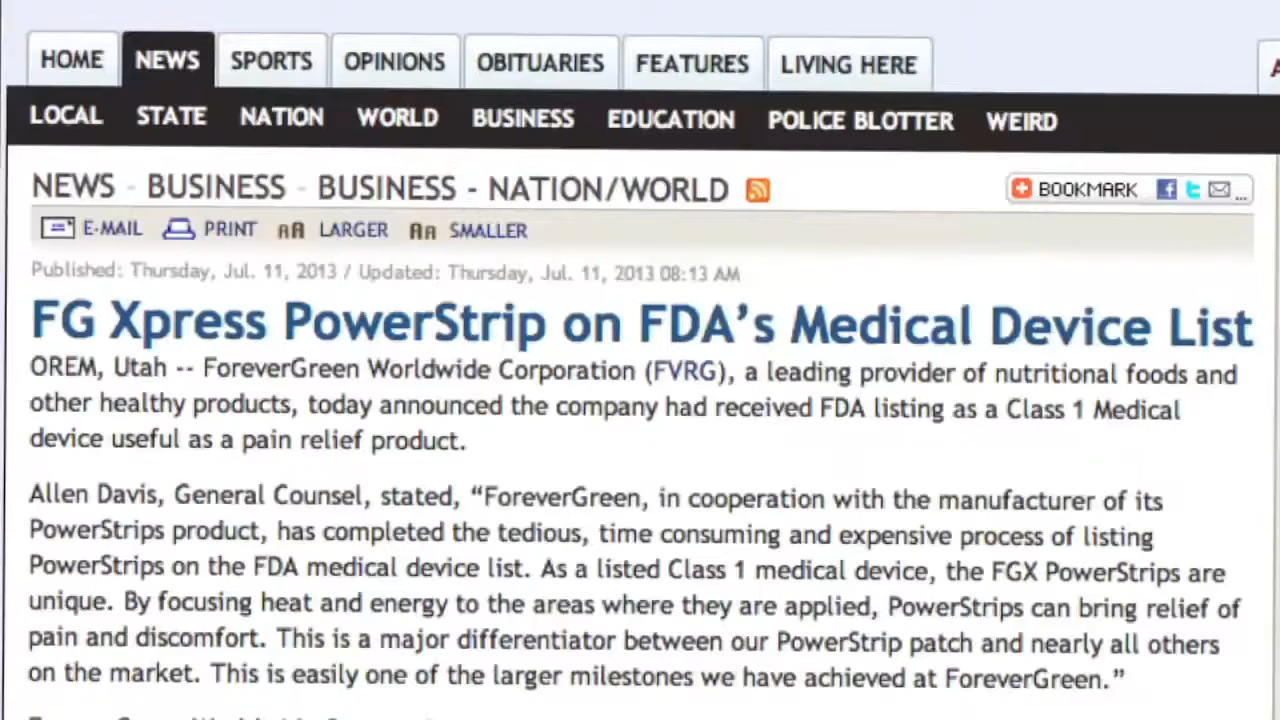 HOME NEWS SPORTS OPINIONS OBITUARIES FEATURES LIVING HERE
LOCAL STATE NATION WORLD BUSINESS EDUCATION POLICE BLOTTER WEIRD
NEWS - BUSINESS - BUSINESS - NATION/WORLD
BOOKMARK
E-MAIL PRINT AA LARGER AA SMALLER
Published: Thursday, Jul. 11, 2013 / Updated: Thursday, Jul. 11, 2013 08:13 AM
FG Xpress PowerStrip on FDA’s Medical Device List
OREM, Utah -- ForeverGreen Worldwide Corporation (FVRG), a leading provider of nutritional foods and
other healthy products, today announced the company had received FDA listing as a Class 1 Medical
device useful as a pain relief product.
Allen Davis, General Counsel, stated, “ForeverGreen, in cooperation with the manufacturer of its
PowerStrips product, has completed the tedious, time consuming and expensive process of listing
PowerStrips on the FDA medical device list. As a listed Class 1 medical device, the FGX PowerStrips are
unique. By focusing heat and energy to the areas where they are applied, PowerStrips can bring relief of
pain and discomfort. This is a major differentiator between our PowerStrip patch and nearly all others
on the market. This is easily one of the larger milestones we have achieved at ForeverGreen.”